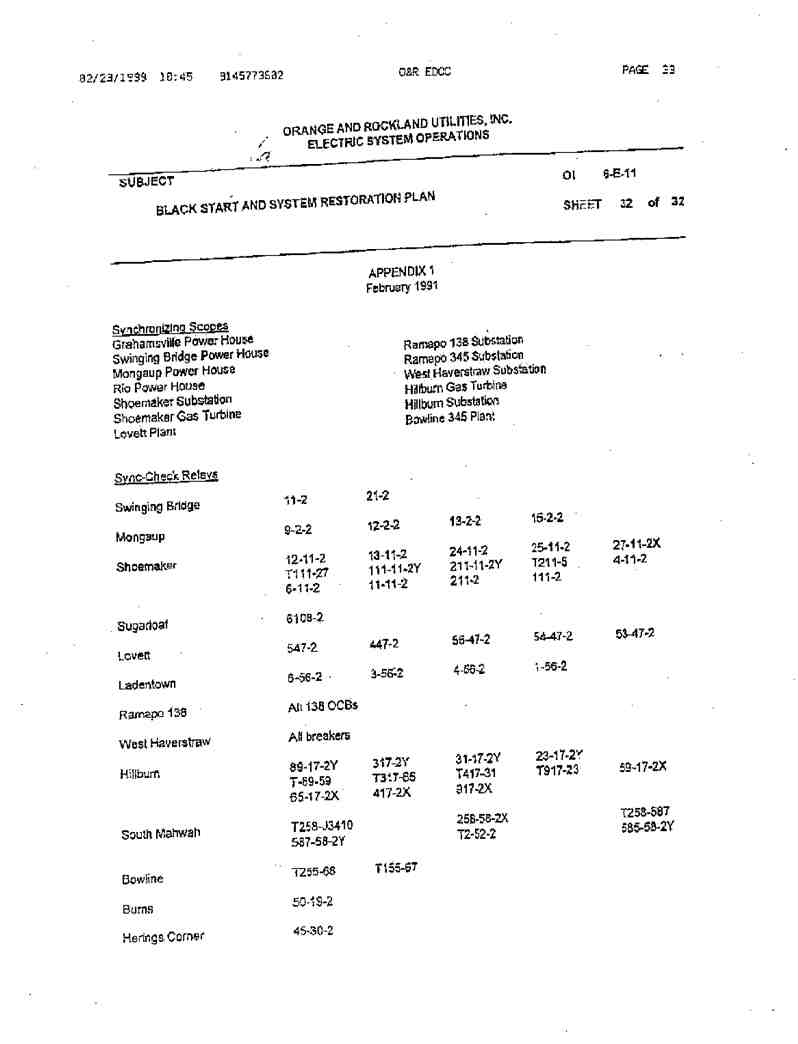 02/23/1999 10:45 9145773602 O&R EDCC PAGE 33
ORANGE AND ROCKLAND UTILITIES, INC.
ELECTRIC SYSTEM OPERATIONS
SUBJECT OI 6-E-11
BLACK START AND SYSTEM RESTORATION PLAN SHEET 32 of 32
APPENDIX 1
February 1991
Synchronizing Scopes
Grahamsville Power House Ramapo 138 Substation
Swinging Bridge Power House Ramapo 345 Substation
Mongaup Power House West Haverstraw Substation
Rio Power House Hillburn Gas Turbine
Shoemaker Substation Hillburn Substation
Shoemaker Gas Turbine Bowline 345 Plant
Lovett Plant
Sync-Check Relays
Swinging Bridge 11-2 21-2
Mongaup 9-2-2 12-2-2 13-2-2 15-2-2
Shoemaker 12-11-2 13-11-2 24-11-2 25-11-2 27-11-2X
T111-27 111-11-2Y 211-11-2Y T211-5 4-11-2
6-11-2 11-11-2 211-2 111-2
Sugarloaf 6108-2
Lovett 547-2 447-2 56-47-2 54-47-2 53-47-2
Ladentown 6-56-2 3-56-2 4-56-2 1-56-2
Ramapo 138 All 138 OCBs
West Haverstraw All breakers
Hillburn 89-17-2Y 317-2Y 31-17-2Y 23-17-2Y 59-17-2X
T-89-59 T317-65 T417-31 T917-23
65-17-2X 417-2X 917-2X
South Mahwah T258-J3410 258-58-2X T258-587
587-58-2Y T2-52-2 585-58-2Y
Bowline T255-68 T155-67
Burns 50-19-2
Herings Corner 45-30-2